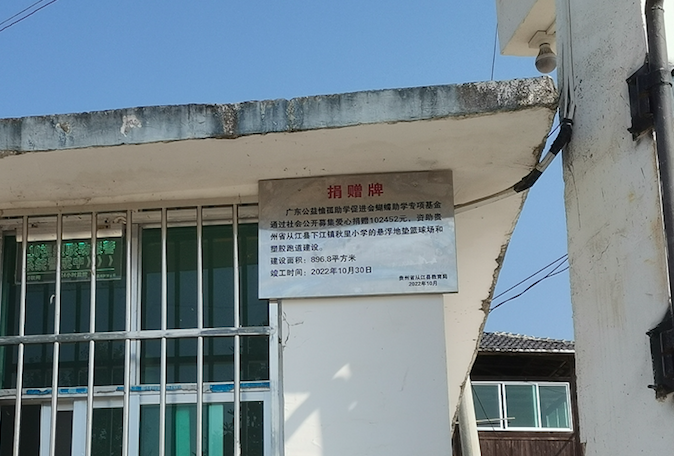 捐赠牌
广东公益恤孤助学促进会蝴蝶助学专项基金
通过社会公开募集爱心捐赠102452元，资助贵
州省从江县下江镇秋里小学的悬浮地垫篮球场和
塑胶跑道建设。
建设面积：896.8平方米
竣工时间：2022年10月30日
贵州省从江县教育局
2022年10月